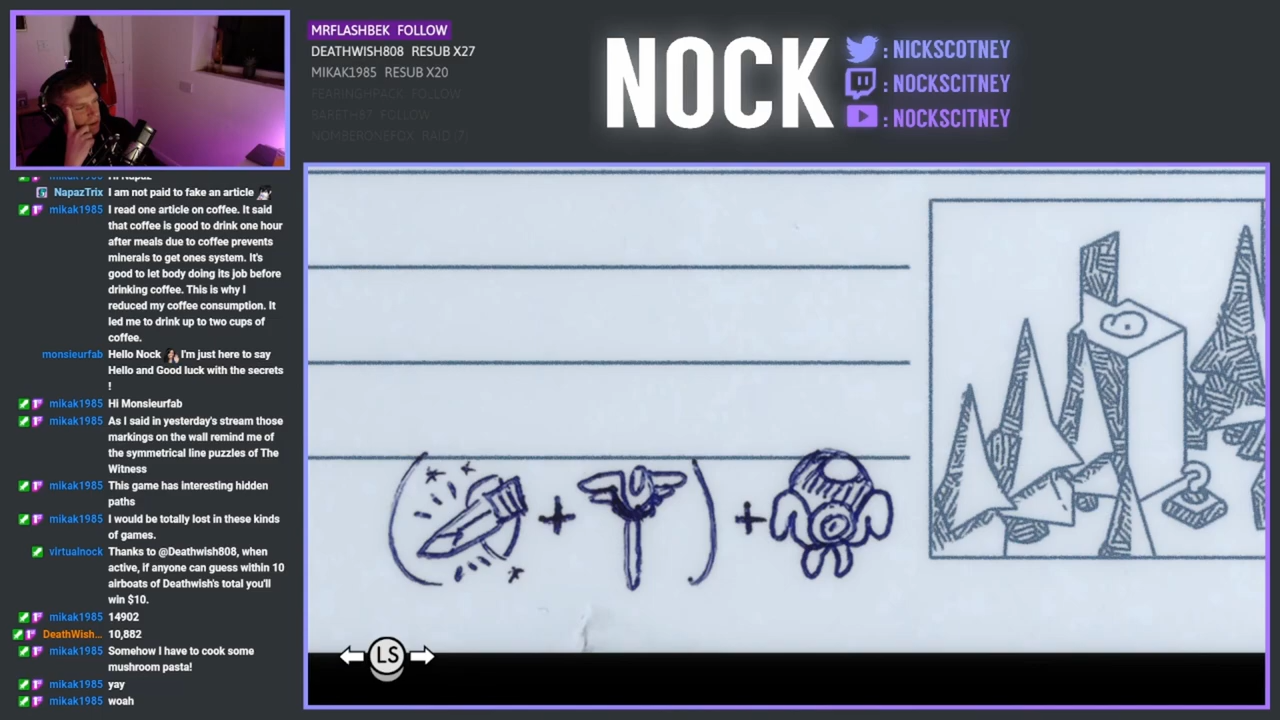 MRFLASHBEK FOLLOW
DEATHWISH808 RESUB X27
MIKAK1985 RESUB X20
FEARINGHPACK FOLLOW
BARETH87 FOLLOW
NOMBERONEFOX RAID (7)
NOCK
: NICKSCOTNEY
: NOCKSCITNEY
: NOCKSCITNEY
NapazTrix I am not paid to fake an article
mikak1985 I read one article on coffee. It said
that coffee is good to drink one hour
after meals due to coffee prevents
minerals to get ones system. It's
good to let body doing its job before
drinking coffee. This is why I
reduced my coffee consumption. It
led me to drink up to two cups of
coffee.
monsieurfab Hello Nock I'm just here to say
Hello and Good luck with the secrets
!
mikak1985 Hi Monsieurfab
mikak1985 As I said in yesterday's stream those
markings on the wall remind me of
the symmetrical line puzzles of The
Witness
mikak1985 This game has interesting hidden
paths
mikak1985 I would be totally lost in these kinds
of games.
virtualnock Thanks to @Deathwish808, when
active, if anyone can guess within 10
airboats of Deathwish's total you'll
win $10.
mikak1985 14902
DeathWish... 10,882
mikak1985 Somehow I have to cook some
mushroom pasta!
mikak1985 yay
mikak1985 woah
( + ) +
LS